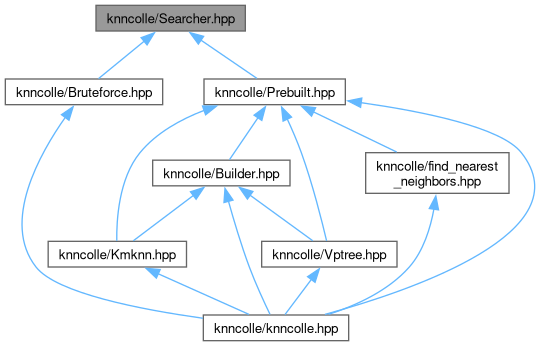 knncolle/Searcher.hpp
knncolle/Bruteforce.hpp
knncolle/Prebuilt.hpp
knncolle/find_nearest
_neighbors.hpp
knncolle/Builder.hpp
knncolle/Kmknn.hpp
knncolle/Vptree.hpp
knncolle/knncolle.hpp